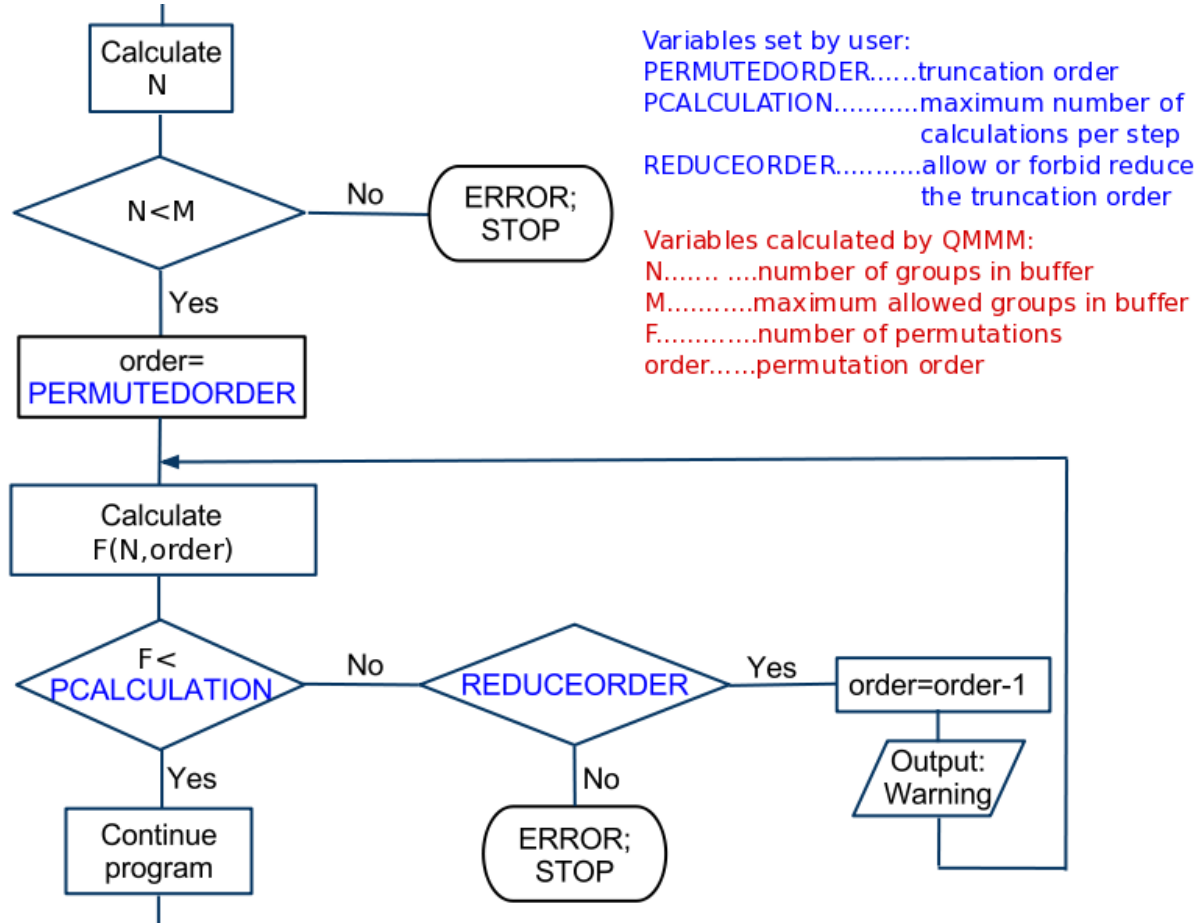 Calculate
N
N<M
No
ERROR;
STOP
Yes
order=
PERMUTEDORDER
Calculate
F(N,order)
F<
PCALCULATION
No
REDUCEORDER
Yes
order=order-1
Output:
Warning
No
ERROR;
STOP
Yes
Continue
program
Variables set by user:
PERMUTEDORDER......truncation order
PCALCULATION...........maximum number of
calculations per step
REDUCEORDER...........allow or forbid reduce
the truncation order
Variables calculated by QMMM:
N....... ....number of groups in buffer
M...........maximum allowed groups in buffer
F.............number of permutations
order......permutation order